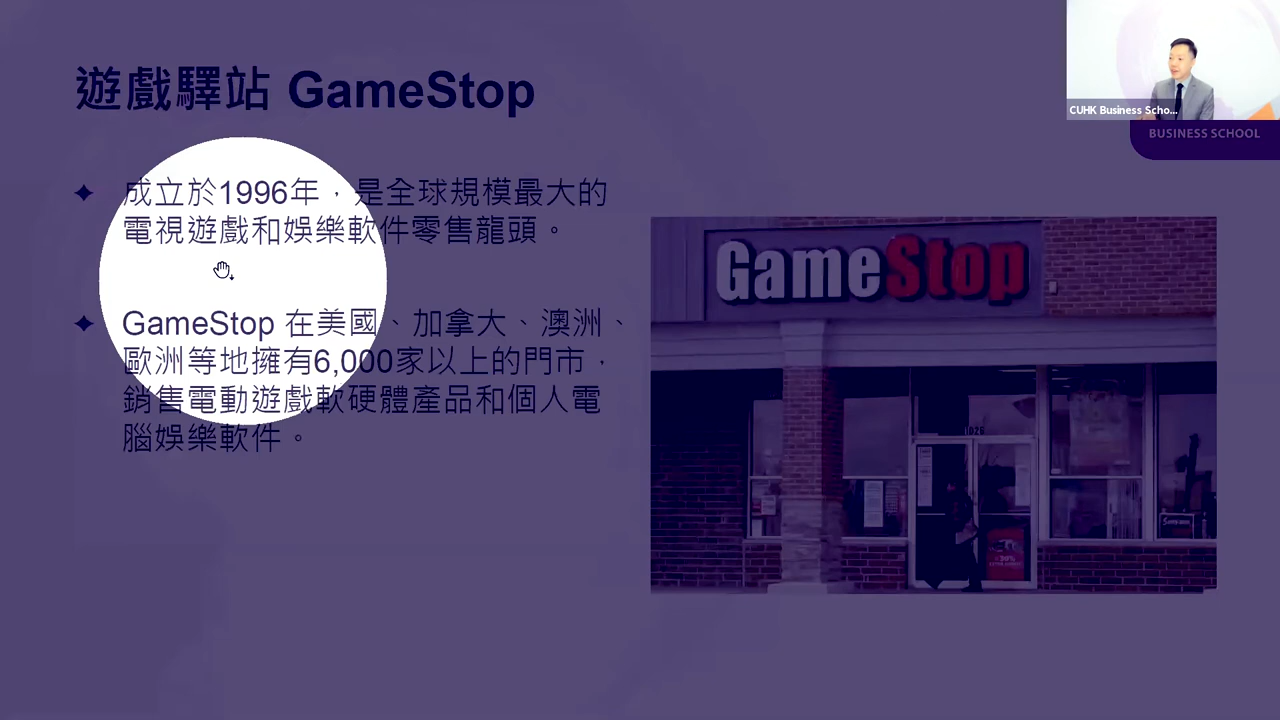 遊戲驛站 GameStop
CUHK Business Scho...
BUSINESS SCHOOL
✦ 成立於1996年，是全球規模最大的
電視遊戲和娛樂軟件零售龍頭。
✦ GameStop 在美國、加拿大、澳洲、
歐洲等地擁有6,000家以上的門市，
銷售電動遊戲軟硬體產品和個人電
腦娛樂軟件。
GameStop
1026